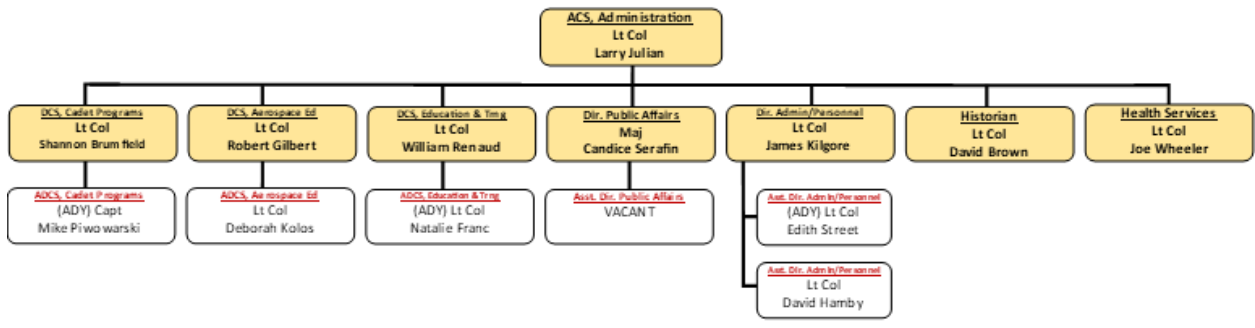 ACS, Administration
Lt Col
Larry Julian
DCS, Cadet Programs
Lt Col
Shannon Brumfield
DCS, Aerospace Ed
Lt Col
Robert Gilbert
DCS, Education & Trng
Lt Col
William Renaud
Dir. Public Affairs
Maj
Candice Serafin
Dir. Admin/Personnel
Lt Col
James Kilgore
Historian
Lt Col
David Brown
Health Services
Lt Col
Joe Wheeler
ADCS, Cadet Programs
(ADY) Capt
Mike Piwowarski
ADCS, Aerospace Ed
Lt Col
Deborah Kolos
ADCS, Education & Trng
(ADY) Lt Col
Natalie Franc
Asst. Dir. Public Affairs
VACANT
Asst. Dir. Admin/Personnel
(ADY) Lt Col
Edith Street
Asst. Dir. Admin/Personnel
Lt Col
David Hamby